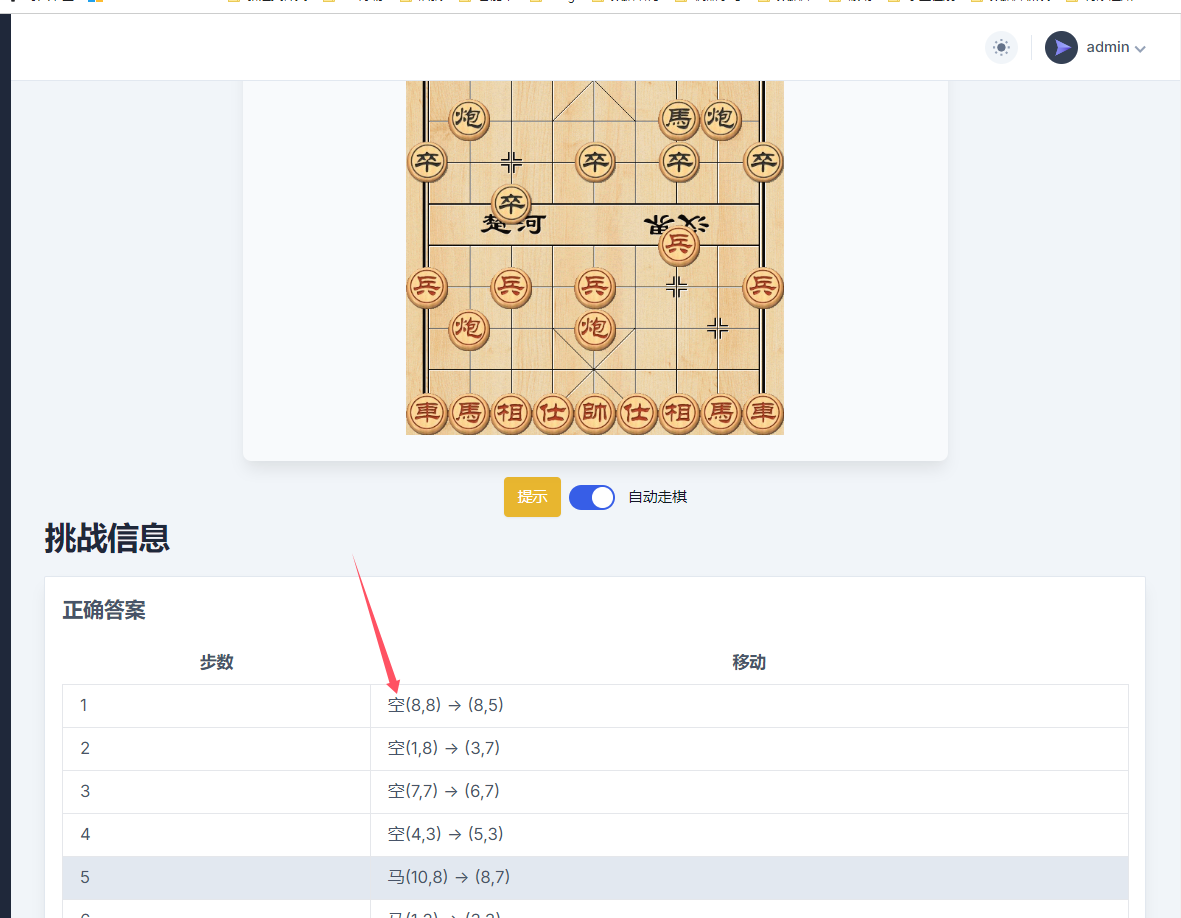 admin
炮 馬 炮
卒 卒 卒 卒
卒
楚河 漢界
兵
兵 兵 兵 兵
炮 炮
車 馬 相 仕 帥 仕 相 馬 車
提示 自动走棋
挑战信息
正确答案
步数 移动
1 空(8,8) → (8,5)
2 空(1,8) → (3,7)
3 空(7,7) → (6,7)
4 空(4,3) → (5,3)
5 马(10,8) → (8,7)